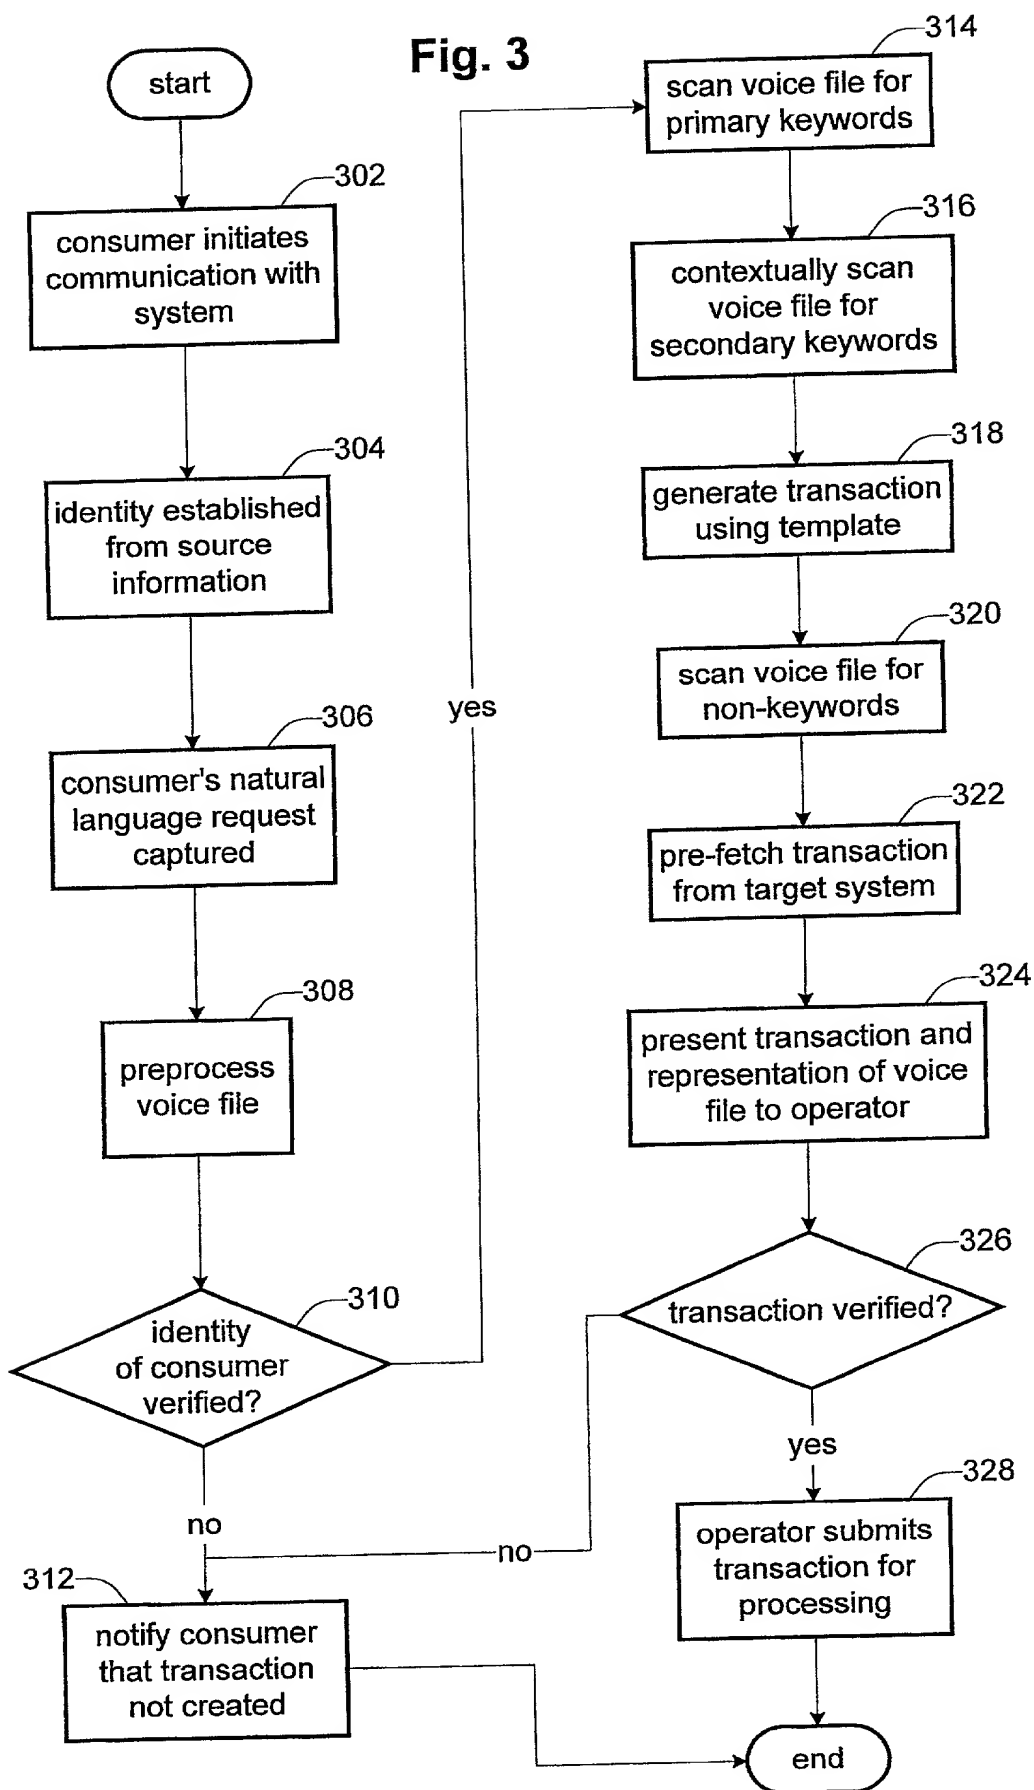 Fig. 3
start
302
consumer initiates
communication with
system
304
identity established
from source
information
306
consumer's natural
language request
captured
308
preprocess
voice file
310
identity
of consumer
verified?
yes
no
312
notify consumer
that transaction
not created
314
scan voice file for
primary keywords
316
contextually scan
voice file for
secondary keywords
318
generate transaction
using template
320
scan voice file for
non-keywords
322
pre-fetch transaction
from target system
324
present transaction and
representation of voice
file to operator
326
transaction verified?
no
yes
328
operator submits
transaction for
processing
end